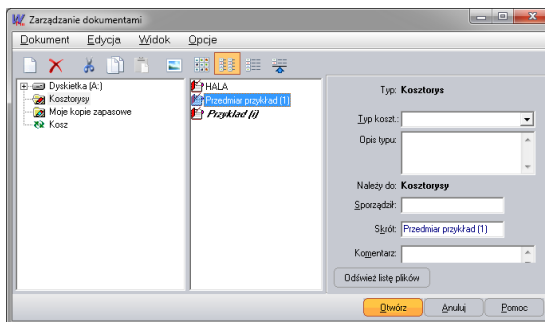 Zarządzanie dokumentami
Dokument Edycja Widok Opcje
Dyskietka (A:)
Kosztorysy
Moje kopie zapasowe
Kosz
HALA
Przedmiar przykład (1)
Przykład (i)
Typ: Kosztorys
Typ koszt.:
Opis typu:
Należy do: Kosztorysy
Sporządził:
Skrót: Przedmiar przykład (1)
Komentarz:
Odśwież listę plików
Otwórz Anuluj Pomoc